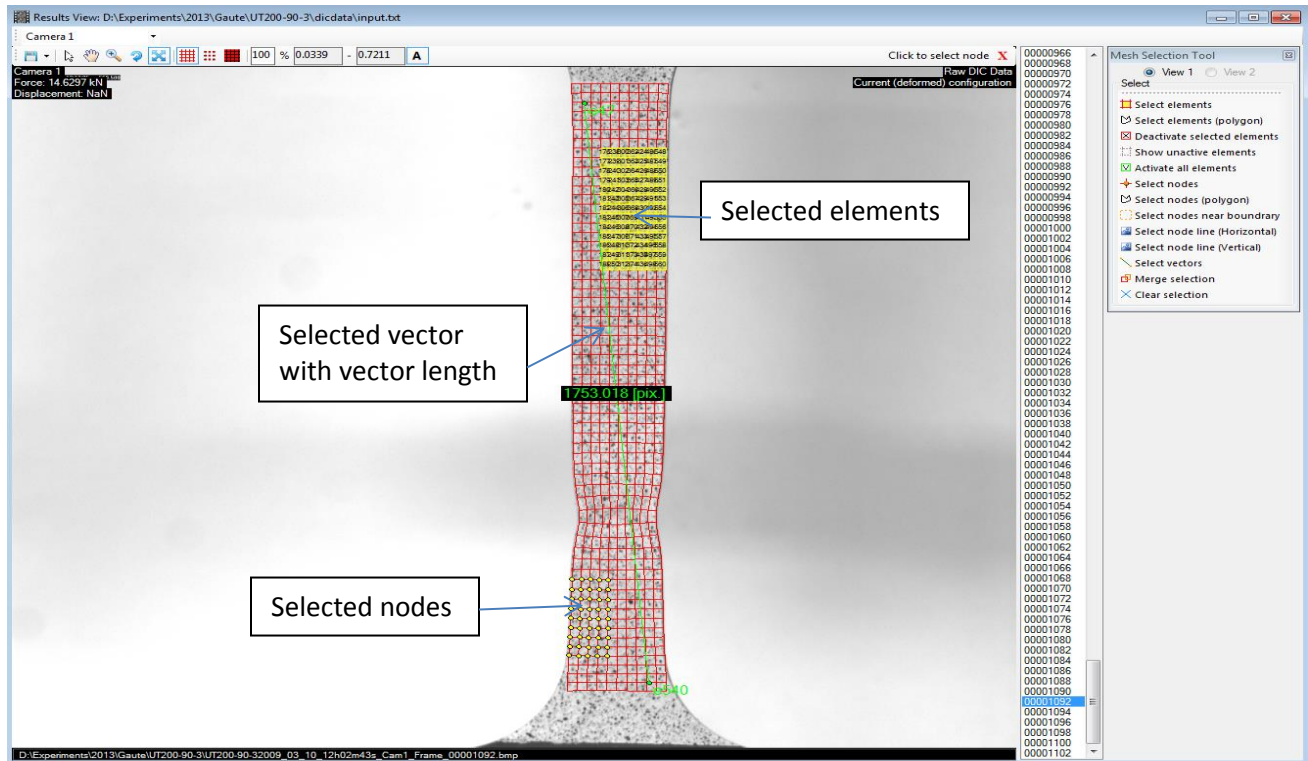 Results View: D:\Experiments\2013\Gaute\UT200-90-3\dicdata\input.txt
Camera 1
100 % 0.0339 - 0.7211 A
Click to select node X
Camera 1
Force: 14.6297 kN
Displacement: NaN
Raw DIC Data
Current (deformed) configuration
Selected elements
Selected vector
with vector length
1753.018 [pix.]
Selected nodes
D:\Experiments\2013\Gaute\UT200-90-3\UT200-90-32009_03_10_12h02m43s_Cam1_Frame_00001092.bmp
00000966
00000968
00000970
00000972
00000974
00000976
00000978
00000980
00000982
00000984
00000986
00000988
00000990
00000992
00000994
00000996
00000998
00001000
00001002
00001004
00001006
00001008
00001010
00001012
00001014
00001016
00001018
00001020
00001022
00001024
00001026
00001028
00001030
00001032
00001034
00001036
00001038
00001040
00001042
00001044
00001046
00001048
00001050
00001052
00001054
00001056
00001058
00001060
00001062
00001064
00001066
00001068
00001070
00001072
00001074
00001076
00001078
00001080
00001082
00001084
00001086
00001088
00001090
00001092
00001094
00001096
00001098
00001100
00001102
Mesh Selection Tool
View 1 View 2
Select
Select elements
Select elements (polygon)
Deactivate selected elements
Show unactive elements
Activate all elements
Select nodes
Select nodes (polygon)
Select nodes near boundary
Select node line (Horizontal)
Select node line (Vertical)
Select vectors
Merge selection
Clear selection